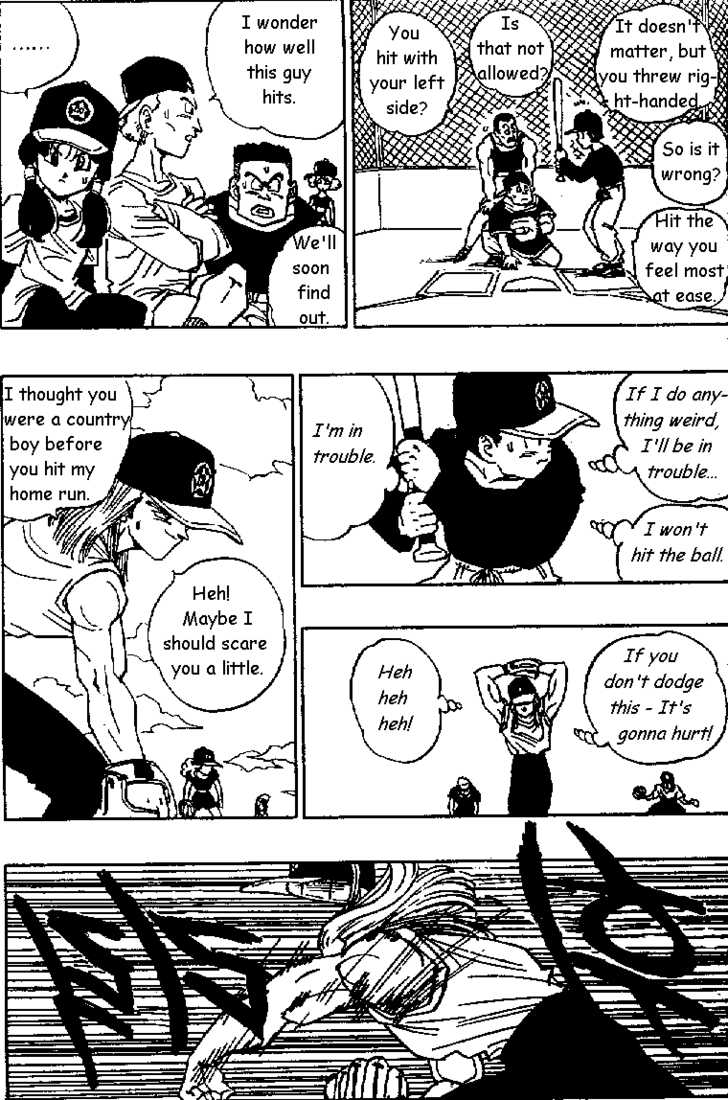 ......
I wonder
how well
this guy
hits.
We'll
soon
find
out.
You
hit with
your left
side?
Is
that not
allowed?
It doesn't
matter, but
you threw rig-
ht-handed.
So is it
wrong?
Hit the
way you
feel most
at ease.
I thought you
were a country
boy before
you hit my
home run.
Heh!
Maybe I
should scare
you a little.
I'm in
trouble.
If I do any-
thing weird,
I'll be in
trouble...
I won't
hit the ball.
Heh
heh
heh!
If you
don't dodge
this - It's
gonna hurt!